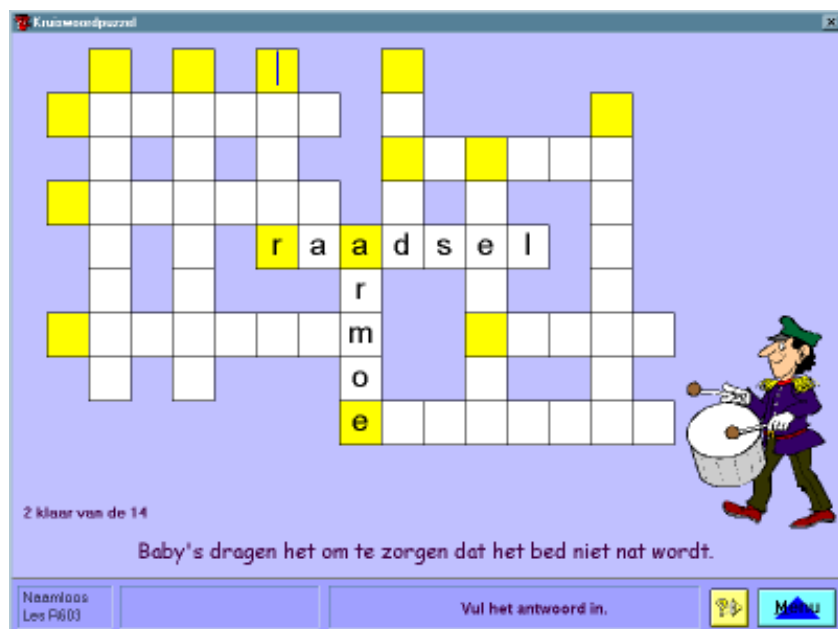 Kruiswoordpuzzel
r a a d s e l
r
m
o
e
2 klaar van de 14
Baby's dragen het om te zorgen dat het bed niet nat wordt.
Naamloos
Les R603
Vul het antwoord in.
Menu